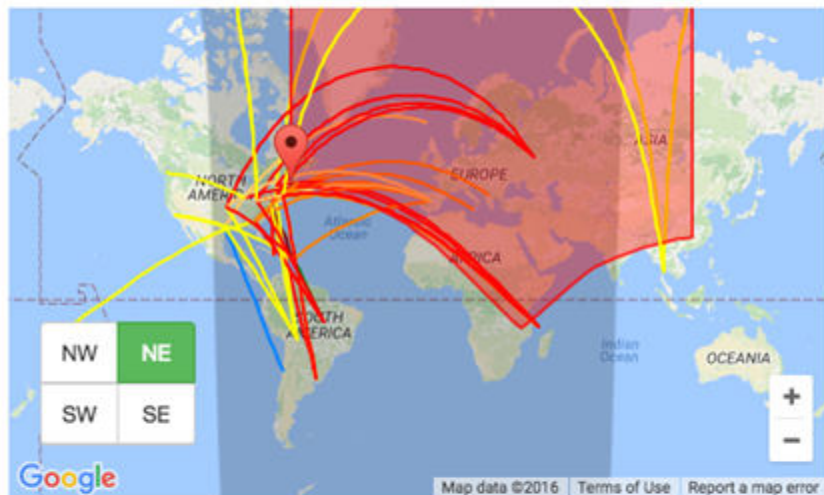 NORTH
AMERICA
EUROPE
ASIA
Atlantic
Ocean
AFRICA
SOUTH
AMERICA
Indian
Ocean
OCEANIA
NW
NE
SW
SE
+
−
Google
Map data ©2016
Terms of Use
Report a map error